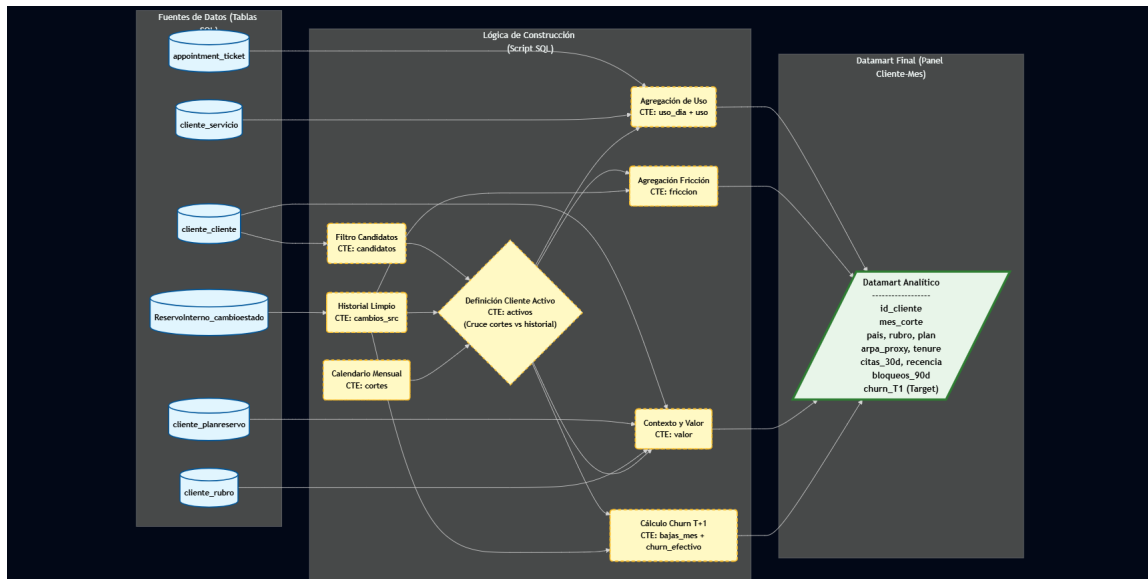 Fuentes de Datos (Tablas
SQL)
appointment_ticket
cliente_servicio
cliente_cliente
ReservoInterno_cambioestado
cliente_planreservo
cliente_rubro
Lógica de Construcción
(Script SQL)
Filtro Candidatos
CTE: candidatos
Historial Limpio
CTE: cambios_src
Calendario Mensual
CTE: cortes
Definición Cliente Activo
CTE: activos
(Cruce cortes vs historial)
Agregación de Uso
CTE: uso_dia + uso
Agregación Fricción
CTE: friccion
Contexto y Valor
CTE: valor
Cálculo Churn T+1
CTE: bajas_mes +
churn_efectivo
Datamart Final (Panel
Cliente-Mes)
Datamart Analítico
------------------
id_cliente
mes_corte
pais, rubro, plan
arpa_proxy, tenure
citas_30d, recencia
bloqueos_90d
churn_T1 (Target)